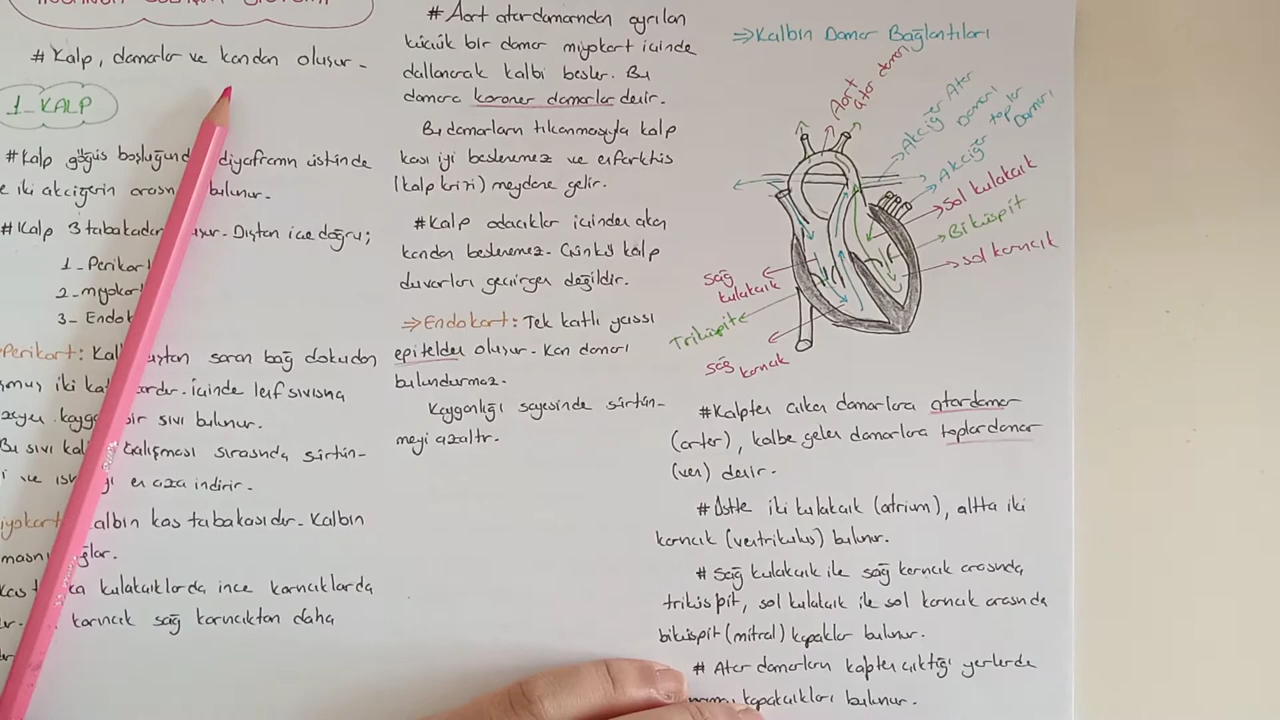 # Kalp, damarlar ve kandan oluşur.
1- KALP
#Kalp göğüs boşluğunda diyaframın üstünde
iki akciğerin arasında bulunur.
#Kalp 3 tabakadan oluşur. Dıştan içe doğru;
1- Perikart
2- myokart
3- Endokart
Perikart: Kalbi dıştan saran bağ dokudan
iki katlı zardır. İçinde lenf sıvısına
kaygan bir sıvı bulunur.
Bu sıvı kalbin çalışması sırasında sürtün-
en aza indirir.
kalbin kas tabakasıdır. Kalbin
sağlar.
kulakçıklarda ince karıncıklarda
karıncık sağ karıncıktan daha
# Aort atardamarından ayrılan
küçük bir damar miyokart içinde
dallanarak kalbi besler. Bu
damara koroner damarlar denir.
Bu damarların tıkanmasıyla kalp
kası iyi beslenemez ve enfarktüs
(kalp krizi) meydana gelir.
#Kalp odacıklar içinden akan
kandan beslenemez. Çünkü kalp
duvarları geçirgen değildir.
⇒Endokart: Tek katlı yassı
epitelden oluşur. Kan damarı
bulundurmaz.
Kayganlığı sayesinde sürtün-
meyi azaltır.
⇒Kalbin Damar Bağlantıları
Aort
atar damarı
Akciğer Atar
Damarı
Akciğer toplar
Damarı
sol kulakçık
Biküspit
sol karıncık
sağ
kulakçık
Triküspit
sağ
karıncık
#Kalpten çıkan damarlara atardamar
(arter), kalbe gelen damarlara toplardamar
(ven) denir.
#Üstte iki kulakçık (atrium), altta iki
karıncık (ventrikulus) bulunur.
# Sağ kulakçık ile sağ karıncık arasında
triküspit, sol kulakçık ile sol karıncık arasında
biküspit (mitral) kapaklar bulunur.
# Atar damarların kalpten çıktığı yerlerde
kapakçıkları bulunur.